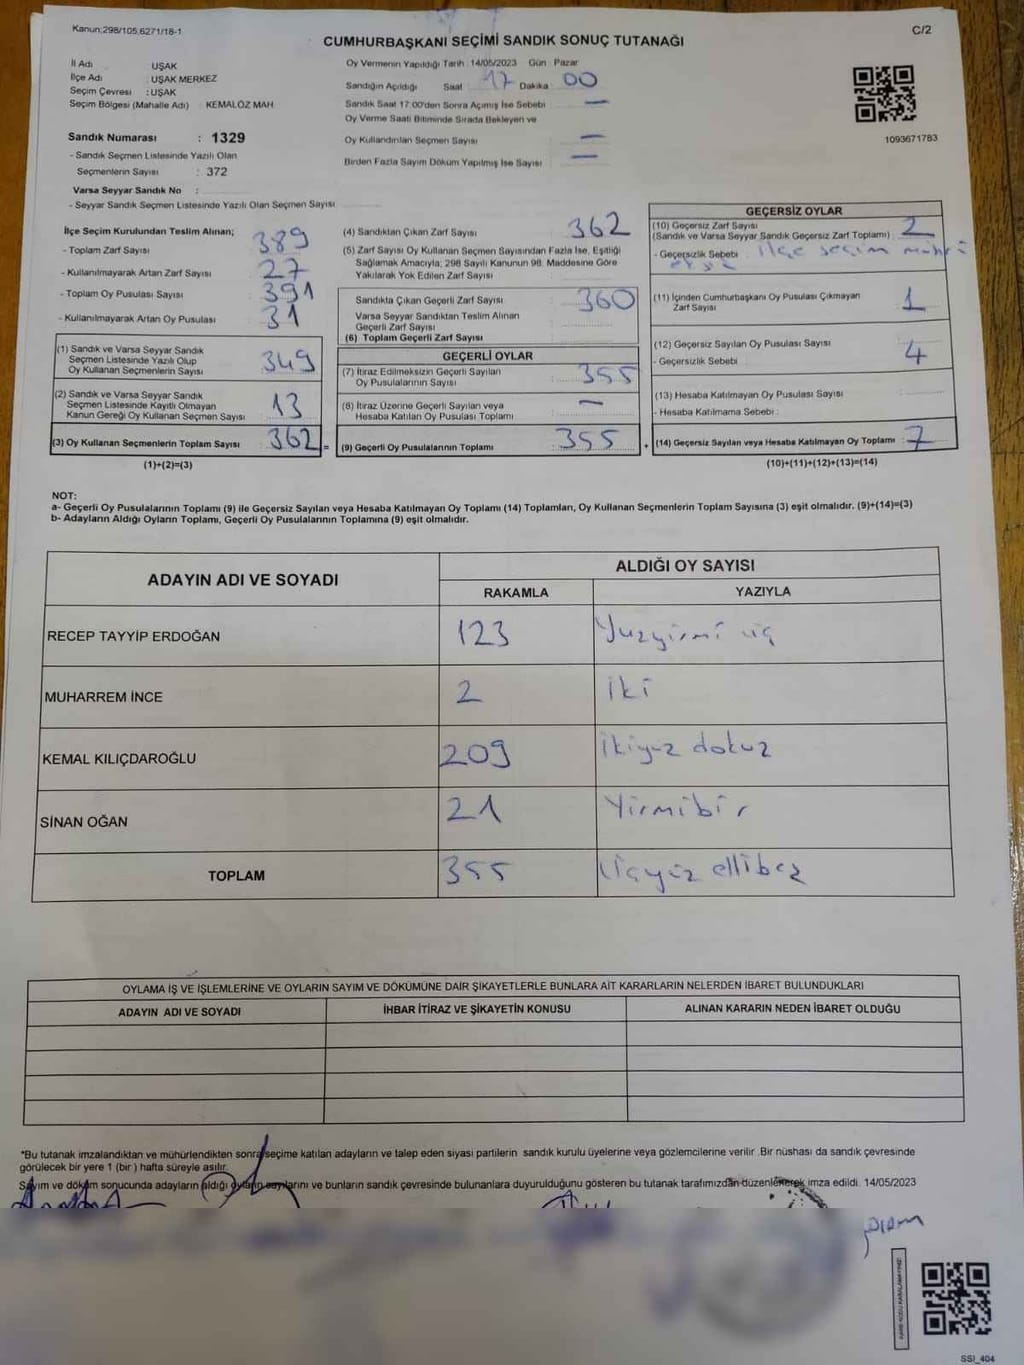 Kanun:298/105,6271/18-1
C/2
CUMHURBAŞKANI SEÇİMİ SANDIK SONUÇ TUTANAĞI
İl Adı UŞAK
İlçe Adı : UŞAK MERKEZ
Seçim Çevresi : UŞAK
Seçim Bölgesi (Mahalle Adı) : KEMALÖZ MAH.
Oy Vermenin Yapıldığı Tarih : 14/05/2023 Gün : Pazar
Sandığın Açıldığı Saat 17 Dakika : 00
Sandık Saat 17:00'den Sonra Açımış İse Sebebi —
Oy Verme Saati Bitiminde Sırada Bekleyen ve
Oy Kullandırılan Seçmen Sayısı —
Birden Fazla Sayım Döküm Yapılmış İse Sayısı —
1093671783
Sandık Numarası : 1329
- Sandık Seçmen Listesinde Yazılı Olan
Seçmenlerin Sayısı : 372
Varsa Seyyar Sandık No :
- Seyyar Sandık Seçmen Listesinde Yazılı Olan Seçmen Sayısı
İlçe Seçim Kurulundan Teslim Alınan;
- Toplam Zarf Sayısı : 389
- Kullanılmayarak Artan Zarf Sayısı : 27
- Toplam Oy Pusulası Sayısı : 391
- Kullanılmayarak Artan Oy Pusulası : 31
(1) Sandık ve Varsa Seyyar Sandık
Seçmen Listesinde Yazılı Olup
Oy Kullanan Seçmenlerin Sayısı : 349
(2) Sandık ve Varsa Seyyar Sandık
Seçmen Listesinde Kayıtlı Olmayan
Kanun Gereği Oy Kullanan Seçmen Sayısı : 13
(3) Oy Kullanan Seçmenlerin Toplam Sayısı : 362 =
(1)+(2)=(3)
(4) Sandıktan Çıkan Zarf Sayısı : 362
(5) Zarf Sayısı Oy Kullanan Seçmen Sayısından Fazla İse, Eşitliği
Sağlamak Amacıyla; 298 Sayılı Kanunun 98. Maddesine Göre
Yakılarak Yok Edilen Zarf Sayısı
Sandıkta Çıkan Geçerli Zarf Sayısı : 360
Varsa Seyyar Sandıktan Teslim Alınan
Geçerli Zarf Sayısı
(6) Toplam Geçerli Zarf Sayısı
GEÇERLİ OYLAR
(7) İtiraz Edilmeksizin Geçerli Sayılan
Oy Pusulalarının Sayısı : 355
(8) İtiraz Üzerine Geçerli Sayılan veya
Hesaba Katılan Oy Pusulası Toplamı : —
(9) Geçerli Oy Pusulalarının Toplamı : 355 +
GEÇERSİZ OYLAR
(10) Geçersiz Zarf Sayısı
(Sandık ve Varsa Seyyar Sandık Geçersiz Zarf Toplamı) : 2
- Geçersizlik Sebebi : ilçe seçim mührü
(11) İçinden Cumhurbaşkanı Oy Pusulası Çıkmayan
Zarf Sayısı : 1
(12) Geçersiz Sayılan Oy Pusulası Sayısı : 4
- Geçersizlik Sebebi
(13) Hesaba Katılmayan Oy Pusulası Sayısı :
- Hesaba Katılmama Sebebi :
(14) Geçersiz Sayılan veya Hesaba Katılmayan Oy Toplamı : 7
(10)+(11)+(12)+(13)=(14)
NOT:
a- Geçerli Oy Pusulalarının Toplamı (9) ile Geçersiz Sayılan veya Hesaba Katılmayan Oy Toplamı (14) Toplamları, Oy Kullanan Seçmenlerin Toplam Sayısına (3) eşit olmalıdır. (9)+(14)=(3)
b- Adayların Aldığı Oyların Toplamı, Geçerli Oy Pusulalarının Toplamına (9) eşit olmalıdır.
ADAYIN ADI VE SOYADI
ALDIĞI OY SAYISI
RAKAMLA YAZIYLA
RECEP TAYYİP ERDOĞAN 123 Yüzyirmi üç
MUHARREM İNCE 2 iki
KEMAL KILIÇDAROĞLU 209 İkiyüz dokuz
SİNAN OĞAN 21 Yirmibir
TOPLAM 355 Üçyüz ellibeş
OYLAMA İŞ VE İŞLEMLERİNE VE OYLARIN SAYIM VE DÖKÜMÜNE DAİR ŞİKAYETLERLE BUNLARA AİT KARARLARIN NELERDEN İBARET BULUNDUKLARI
ADAYIN ADI VE SOYADI İHBAR İTİRAZ VE ŞİKAYETİN KONUSU ALINAN KARARIN NEDEN İBARET OLDUĞU
*Bu tutanak imzalandıktan ve mühürlendikten sonra seçime katılan adayların ve talep eden siyasi partilerin sandık kurulu üyelerine veya gözlemcilerine verilir. Bir nüshası da sandık çevresinde
görülecek bir yere 1 (bir ) hafta süreyle asılır.
Sayım ve döküm sonucunda adayların aldığı oyların sayılarını ve bunların sandık çevresinde bulunanlara duyurulduğunu gösteren bu tutanak tarafımızdan düzenlenerek imza edildi. 14/05/2023
SSI_404